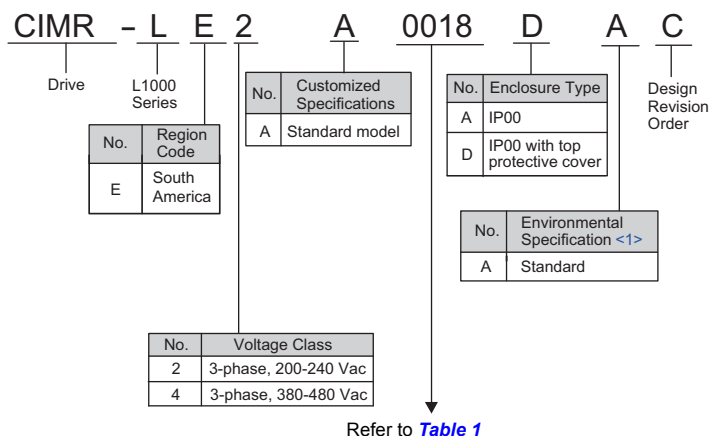 CIMR - L E 2 A 0018 D A C
Drive
L1000
Series
No. Region
Code
E South
America
No. Customized
Specifications
A Standard model
No. Enclosure Type
A IP00
D IP00 with top
protective cover
Design
Revision
Order
No. Environmental
Specification <1>
A Standard
No. Voltage Class
2 3-phase, 200-240 Vac
4 3-phase, 380-480 Vac
Refer to Table 1